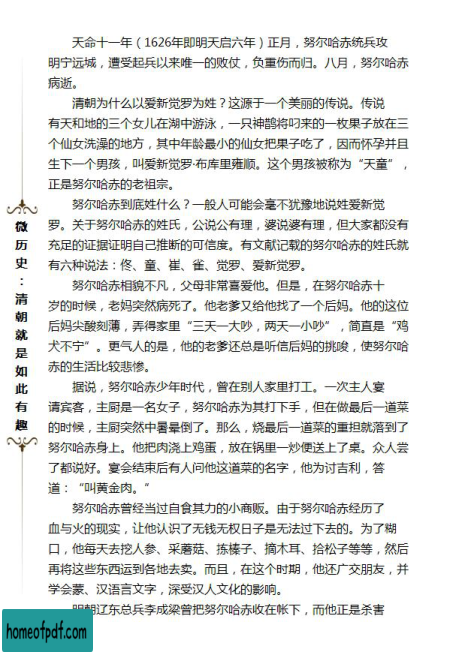 天命十一年（1626年即明天启六年）正月，努尔哈赤统兵攻
明宁远城，遭受起兵以来唯一的败仗，负重伤而归。八月，努尔哈赤
病逝。
清朝为什么以爱新觉罗为姓？这源于一个美丽的传说。传说
有天和地的三个女儿在湖中游泳，一只神鹊将叼来的一枚果子放在三
个仙女洗澡的地方，其中年龄最小的仙女把果子吃了，因而怀孕并且
生下一个男孩，叫爱新觉罗·布库里雍顺。这个男孩被称为“天童”，
正是努尔哈赤的老祖宗。
努尔哈赤到底姓什么？一般人可能会毫不犹豫地说姓爱新觉
罗。关于努尔哈赤的姓氏，公说公有理，婆说婆有理，但大家都没有
充足的证据证明自己推断的可信度。有文献记载的努尔哈赤的姓氏就
有六种说法：佟、童、崔、雀、觉罗、爱新觉罗。
努尔哈赤相貌不凡，父母非常喜爱他。但是，在努尔哈赤十
岁的时候，老妈突然病死了。他老爹又给他找了一个后妈。他的这位
后妈尖酸刻薄，弄得家里“三天一大吵，两天一小吵”，简直是“鸡
犬不宁”。更气人的是，他的老爹还总是听信后妈的挑唆，使努尔哈
赤的生活比较悲惨。
据说，努尔哈赤少年时代，曾在别人家里打工。一次主人宴
请宾客，主厨是一名女子，努尔哈赤为其打下手，但在做最后一道菜
的时候，主厨突然中暑晕倒了。那么，烧最后一道菜的重担就落到了
努尔哈赤身上。他把肉浇上鸡蛋，放在锅里一炒便送上了桌。众人尝
了都说好。宴会结束后有人问他这道菜的名字，他为讨吉利，答
道：“叫黄金肉。“
努尔哈赤曾经当过自食其力的小商贩。由于努尔哈赤经历了
血与火的现实，让他认识了无钱无权日子是无法过下去的。为了糊
口，他每天去挖人参、采蘑菇、拣榛子、摘木耳、拾松子等等，然后
再将这些东西运到各地去卖。而且，在这个时期，他还广交朋友，并
学会蒙、汉语言文字，深受汉人文化的影响。
明朝辽东总兵李成梁曾把努尔哈赤收在帐下，而他正是杀害
微历史：清朝就是如此有趣
homeofpdf.com